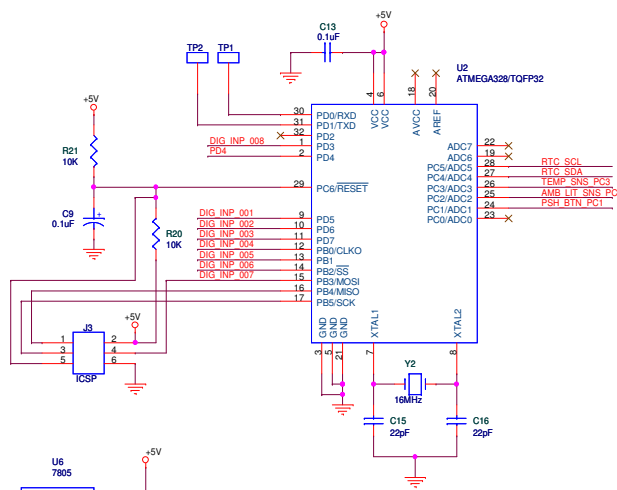 +5V
C13
0.1uF
TP2 TP1
U2
ATMEGA328/TQFP32
4 6 18 20
VCC VCC AVCC AREF
+5V
R21
10K
C9
0.1uF
+
R20
10K
30 PD0/RXD
31 PD1/TXD
32 PD2
DIG_INP_008 1 PD3
PD4 2 PD4
29 PC6/RESET
DIG_INP_001 9 PD5
DIG_INP_002 10 PD6
DIG_INP_003 11 PD7
DIG_INP_004 12 PB0/CLKO
DIG_INP_005 13 PB1
DIG_INP_006 14 PB2/SS
DIG_INP_007 15 PB3/MOSI
16 PB4/MISO
17 PB5/SCK
ADC7 22
ADC6 19
PC5/ADC5 28 RTC_SCL
PC4/ADC4 27 RTC_SDA
PC3/ADC3 26 TEMP_SNS_PC3
PC2/ADC2 25 AMB_LIT_SNS_PC
PC1/ADC1 24 PSH_BTN_PC1
PC0/ADC0 23
GND GND GND XTAL1 XTAL2
3 5 21 7 8
+5V
J3
1 2
3 4
5 6
ICSP
Y2
16MHz
C15
22pF
C16
22pF
U6
7805
+5V